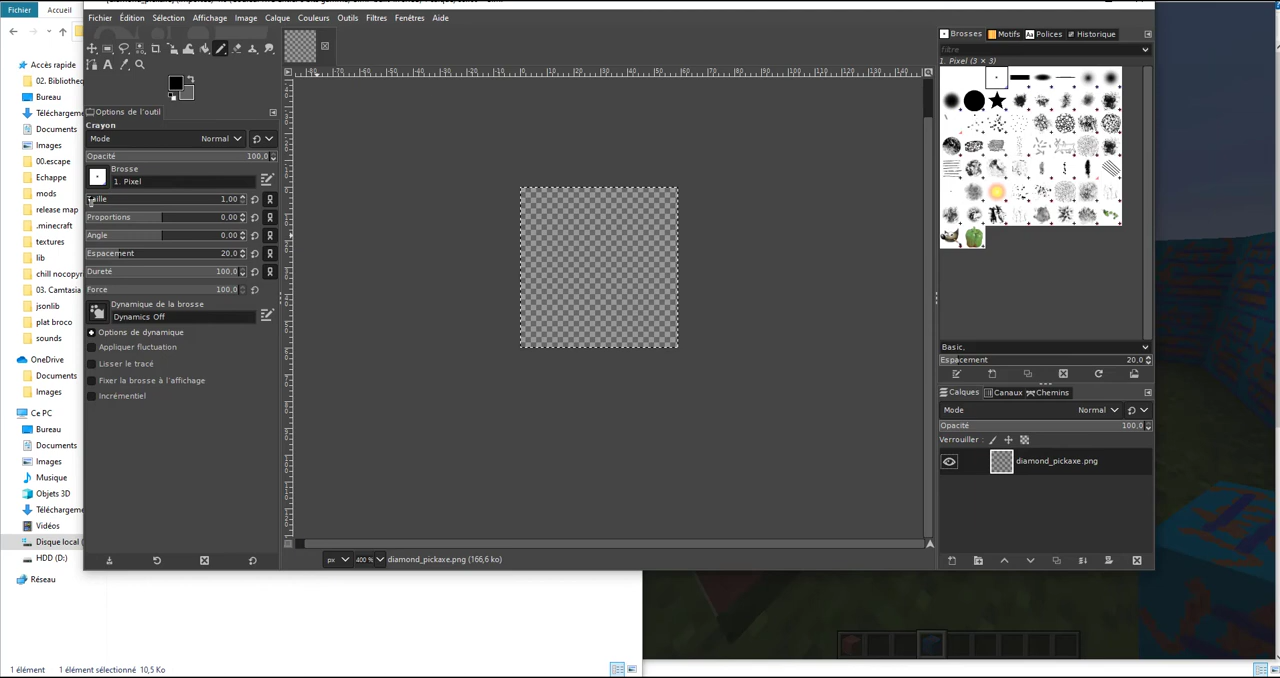 Fichier Accueil
Fichier Édition Sélection Affichage Image Calque Couleurs Outils Filtres Fenêtres Aide
Accès rapide
02. Bibliotheo
Bureau
Téléchargeme
Documents
Images
00.escape
Echappe
mods
release map
.minecraft
textures
lib
chill nocopyr
03. Camtasia
jsonlib
plat broco
sounds
OneDrive
Documents
Images
Ce PC
Bureau
Documents
Images
Musique
Objets 3D
Téléchargeme
Vidéos
Disque local (
HDD (D:)
Réseau
1 élément 1 élément sélectionné 10,5 Ko
Options de l'outil
Crayon
Mode Normal
Opacité 100,0
Brosse
1. Pixel
Taille 1,00
Proportions 0,00
Angle 0,00
Espacement 20,0
Dureté 100,0
Force 100,0
Dynamique de la brosse
Dynamics Off
Options de dynamique
Appliquer fluctuation
Lisser le tracé
Fixer la brosse à l'affichage
Incrémentiel
px 400 % diamond_pickaxe.png (166,6 ko)
Brosses Motifs Aa Polices Historique
filtre
1. Pixel (3 × 3)
Basic,
Espacement 20,0
Calques Canaux Chemins
Mode Normal
Opacité 100,0
Verrouiller :
diamond_pickaxe.png